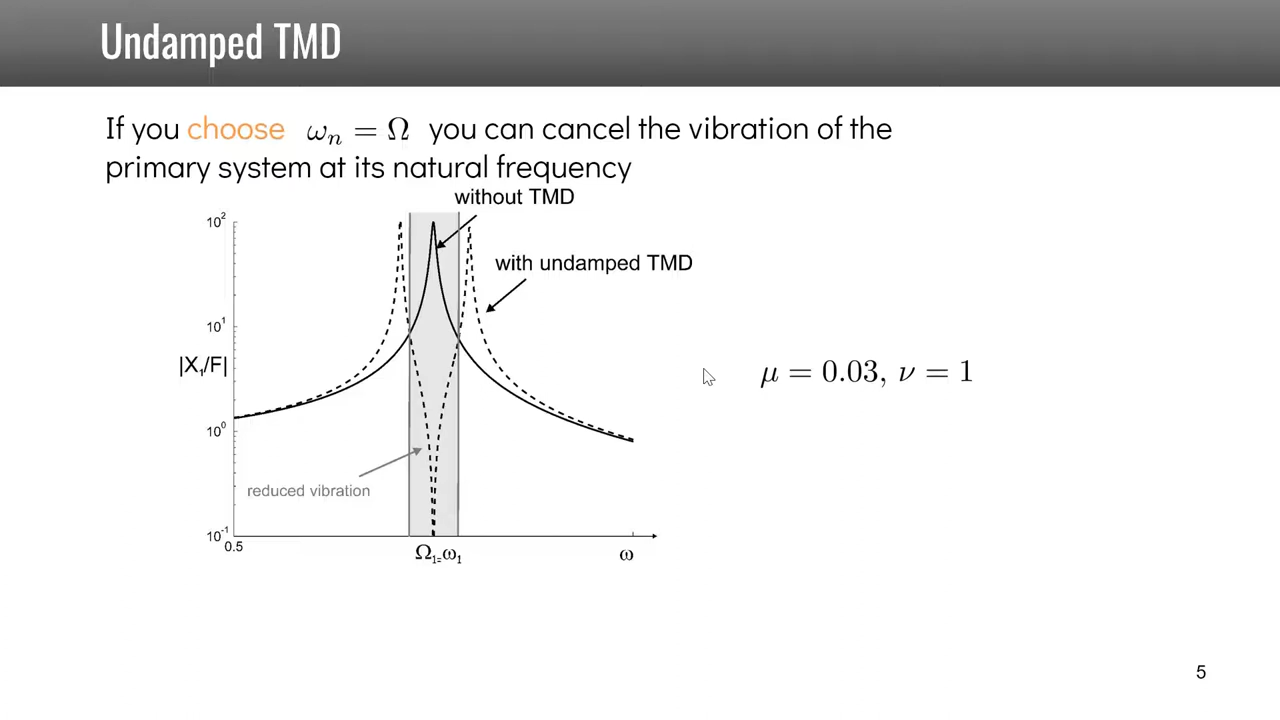 Undamped TMD
If you choose ωₙ = Ω you can cancel the vibration of the
primary system at its natural frequency
without TMD
10²
with undamped TMD
10¹
|X₁/F|
μ = 0.03, ν = 1
10⁰
reduced vibration
10⁻¹
0.5
Ω₁₌ω₁
ω
5